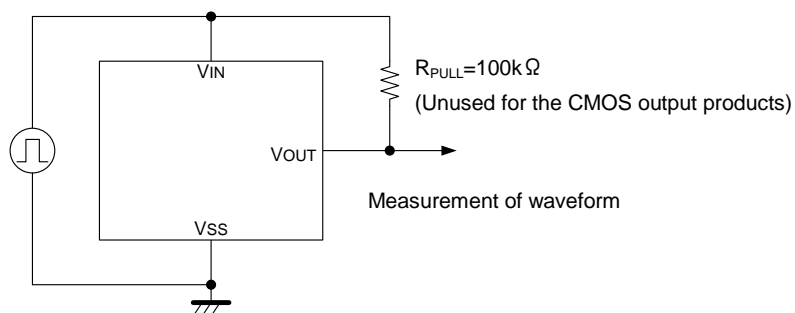 VIN
RPULL=100kΩ
(Unused for the CMOS output products)
VOUT
Measurement of waveform
VSS